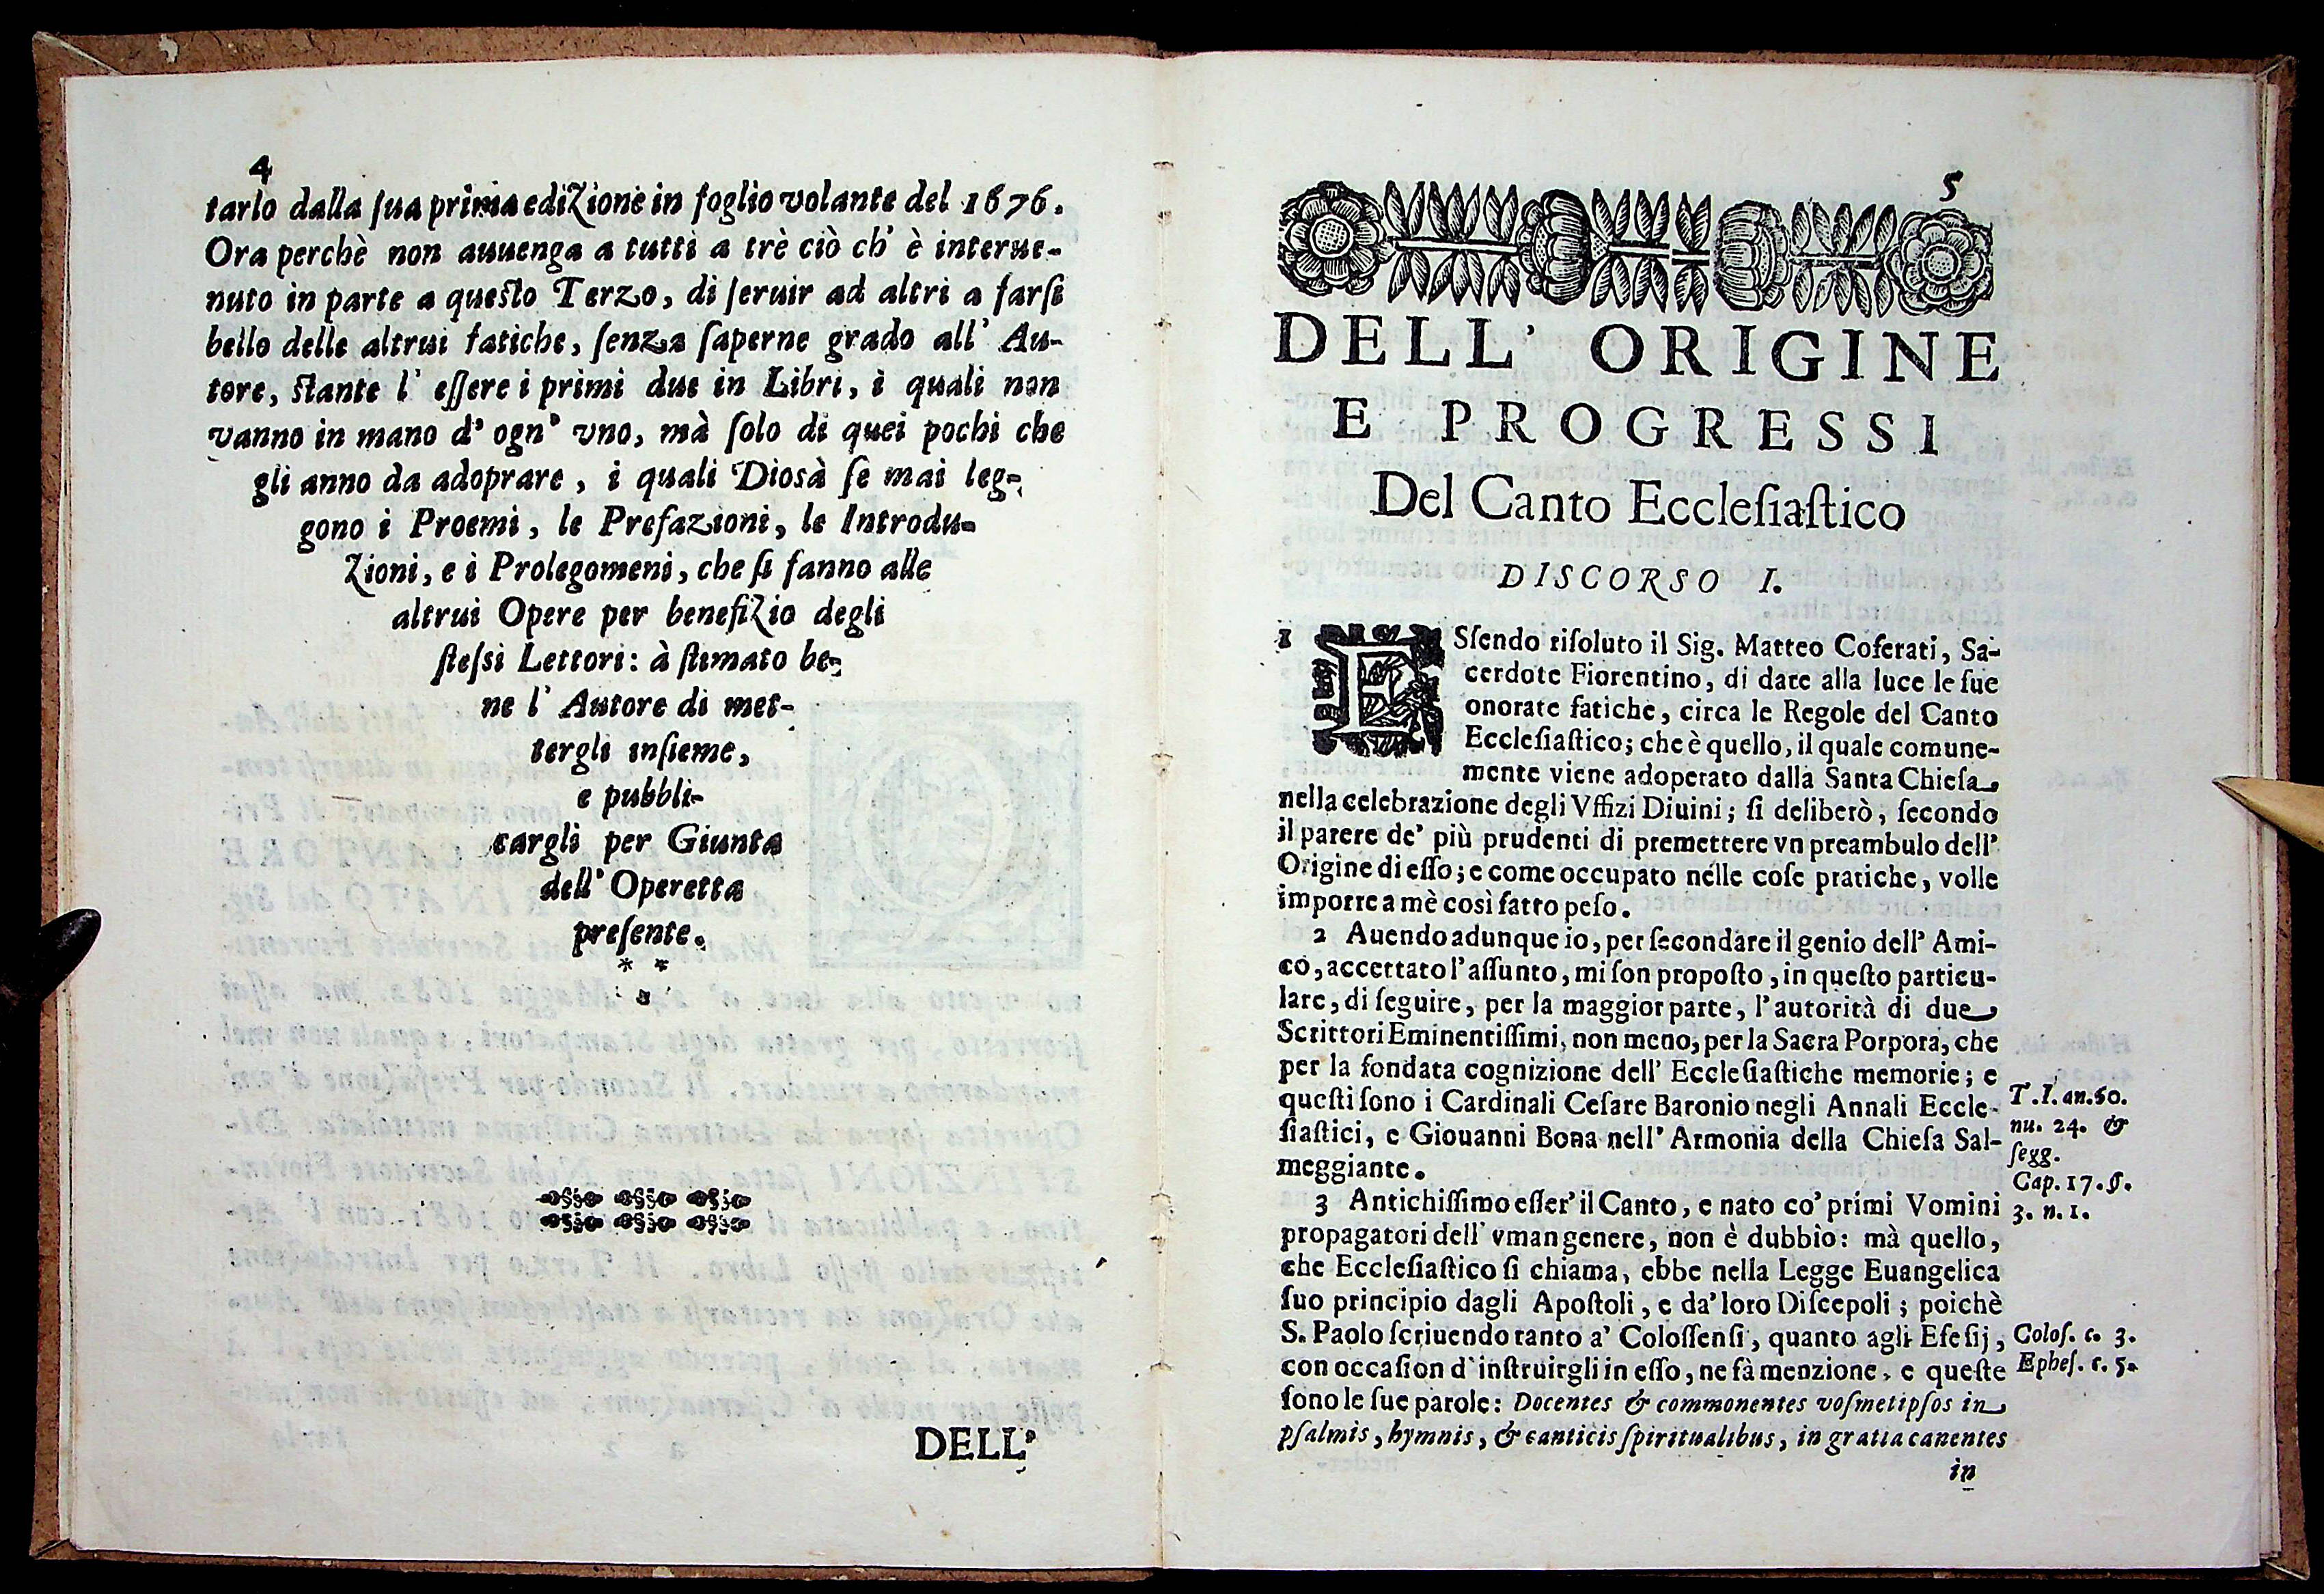 4
tarlo dalla ſua prima edizione in foglio volante del 1676.
Ora perchè non auuenga a tutti a trè ciò ch' è interue-
nuto in parte a queſto Terzo, di ſeruir ad altri a farſi
bello delle altrui fatiche, ſenza ſaperne grado all' Au-
tore, ſtante l' eſſere i primi due in Libri, i quali non
vanno in mano d' ogn' vno, mà ſolo di quei pochi che
gli anno da adoprare, i quali Diosà ſe mai leg-
gono i Proemi, le Prefazioni, le Introdu-
zioni, e i Prolegomeni, che ſi fanno alle
altrui Opere per benefizio degli
ſteſsi Lettori: à ſtimato be-
ne l' Autore di met-
tergli inſieme,
e pubbli-
cargli per Giunta
dell' Operetta
preſente.
* *
*
DELL'
5
DELL' ORIGINE
E PROGRESSI
Del Canto Eccleſiaſtico
DISCORSO I.
1 ESſendo riſoluto il Sig. Matteo Coferati, Sa-
cerdote Fiorentino, di dare alla luce le ſue
onorate fatiche, circa le Regole del Canto
Eccleſiaſtico; che è quello, il quale comune-
mente viene adoperato dalla Santa Chieſa
nella celebrazione degli Vffizi Diuini; ſi deliberò, ſecondo
il parere de' più prudenti di premettere vn preambulo dell'
Origine di eſſo; e come occupato nelle coſe pratiche, volle
imporre a mè così fatto peſo.
2 Auendo adunque io, per ſecondare il genio dell' Ami-
co, accettato l'aſſunto, mi ſon propoſto, in queſto particu-
lare, di ſeguire, per la maggior parte, l'autorità di due
Scrittori Eminentiſſimi, non meno, per la Sacra Porpora, che
per la fondata cognizione dell' Eccleſiaſtiche memorie; e
queſti ſono i Cardinali Ceſare Baronio negli Annali Eccle-
ſiaſtici, e Giouanni Bona nell' Armonia della Chieſa Sal-
meggiante.
T. I. an. 60.
nu. 24. &
ſegg.
Cap. 17. §.
3. n. 1.
3 Antichiſſimo eſſer' il Canto, e nato co' primi Vomini
propagatori dell' vman genere, non è dubbio: mà quello,
che Eccleſiaſtico ſi chiama, ebbe nella Legge Euangelica
ſuo principio dagli Apoſtoli, e da' loro Diſcepoli; poichè
S. Paolo ſcriuendo tanto a' Coloſſenſi, quanto agli Efeſij,
con occaſion d' inſtruirgli in eſſo, ne fà menzione, e queſte
ſono le ſue parole: Docentes & commonentes voſmetipſos in
pſalmis, hymnis, & canticis ſpiritualibus, in gratia canentes
Coloſ. c. 3.
Epheſ. c. 5.
in